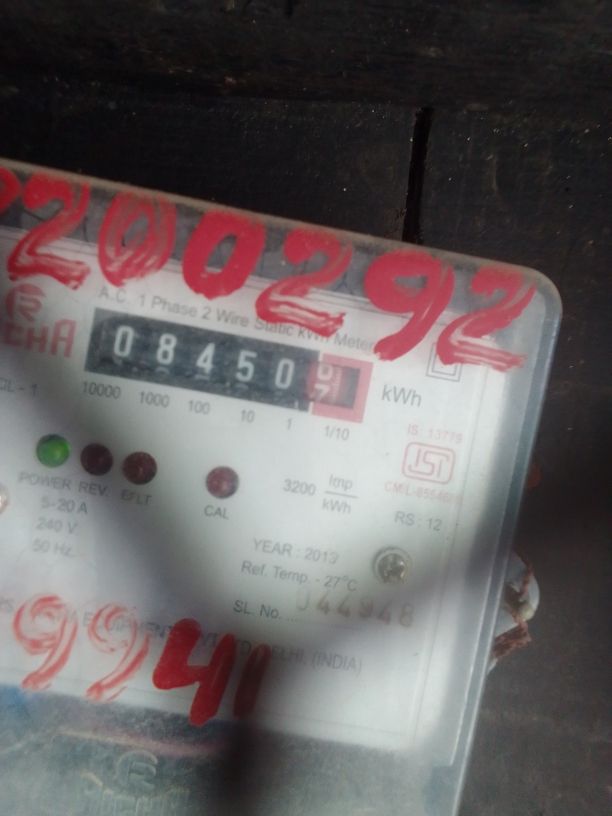 200292
A.C. 1 Phase 2 Wire Static kWh Meter
08450
kWh
10000 1000 100 10 1 1/10
IS: 13779
POWER REV. EFLT
CAL
3200 Imp/kWh
RS : 12
5-20 A
240 V
50 Hz
YEAR : 2013
Ref. Temp. - 27°C
SL. No. 044948
DELHI, (INDIA)
9941